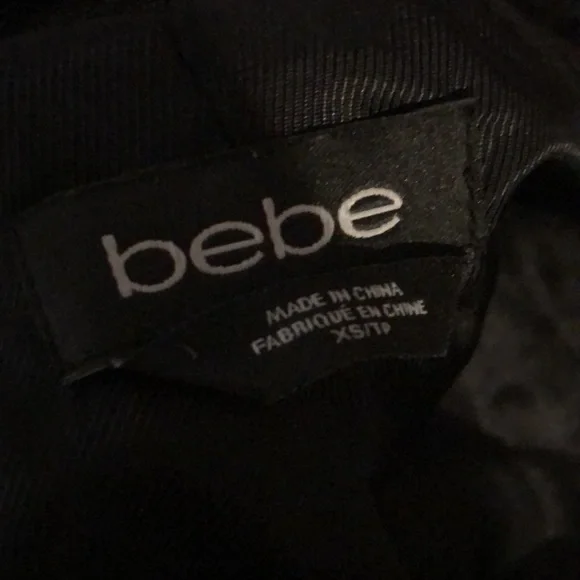 bebe
MADE IN CHINA
FABRIQUÉ EN CHINE
XS/TP